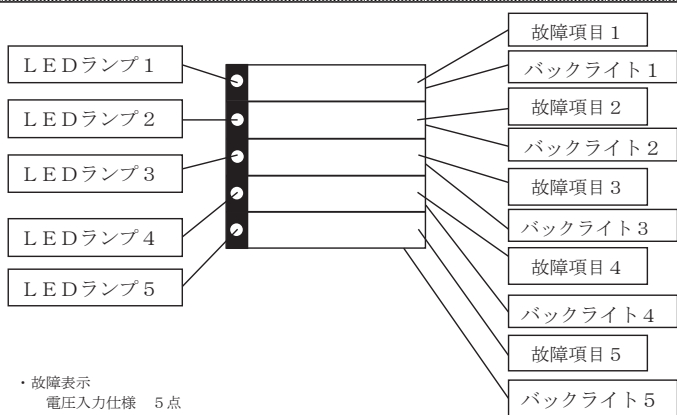 LEDランプ1
LEDランプ2
LEDランプ3
LEDランプ4
LEDランプ5
故障項目1
バックライト1
故障項目2
バックライト2
故障項目3
バックライト3
故障項目4
バックライト4
故障項目5
バックライト5
・故障表示
電圧入力仕様 5点